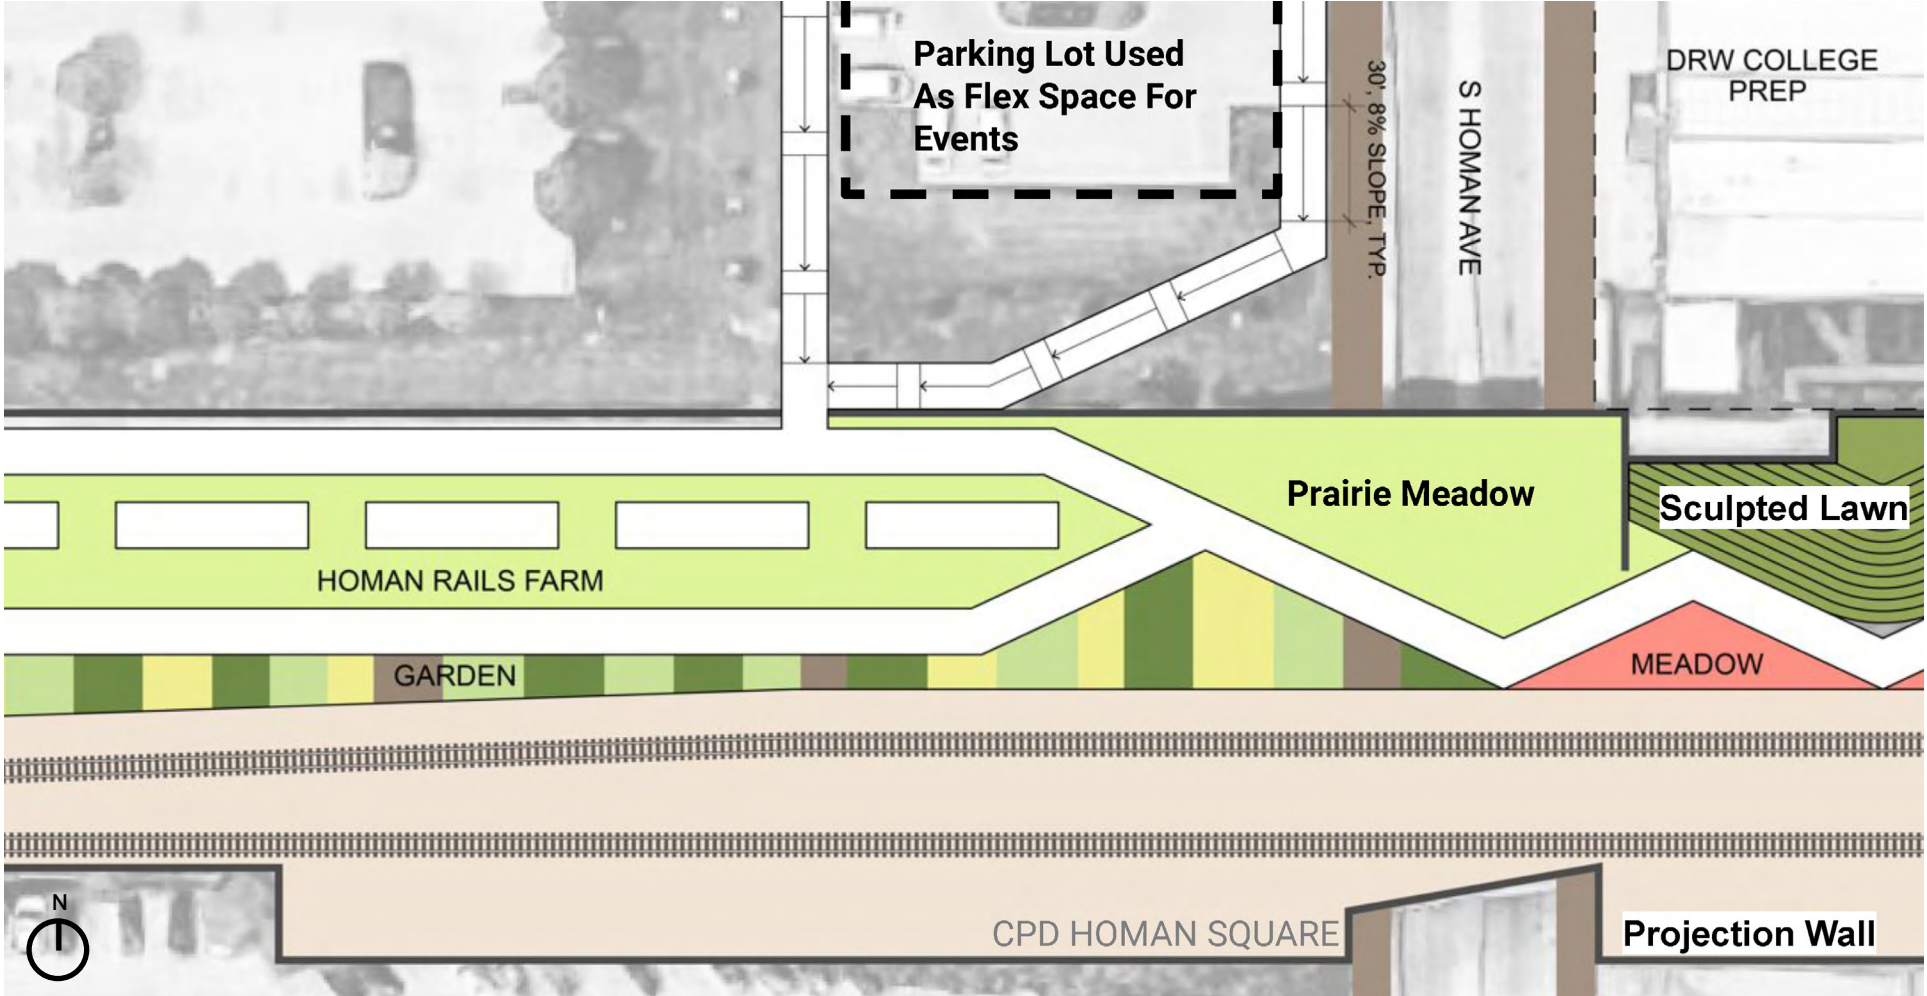 Parking Lot Used
As Flex Space For
Events
30', 8% SLOPE, TYP.
S HOMAN AVE
DRW COLLEGE
PREP
Prairie Meadow
Sculpted Lawn
HOMAN RAILS FARM
GARDEN
MEADOW
N
CPD HOMAN SQUARE
Projection Wall